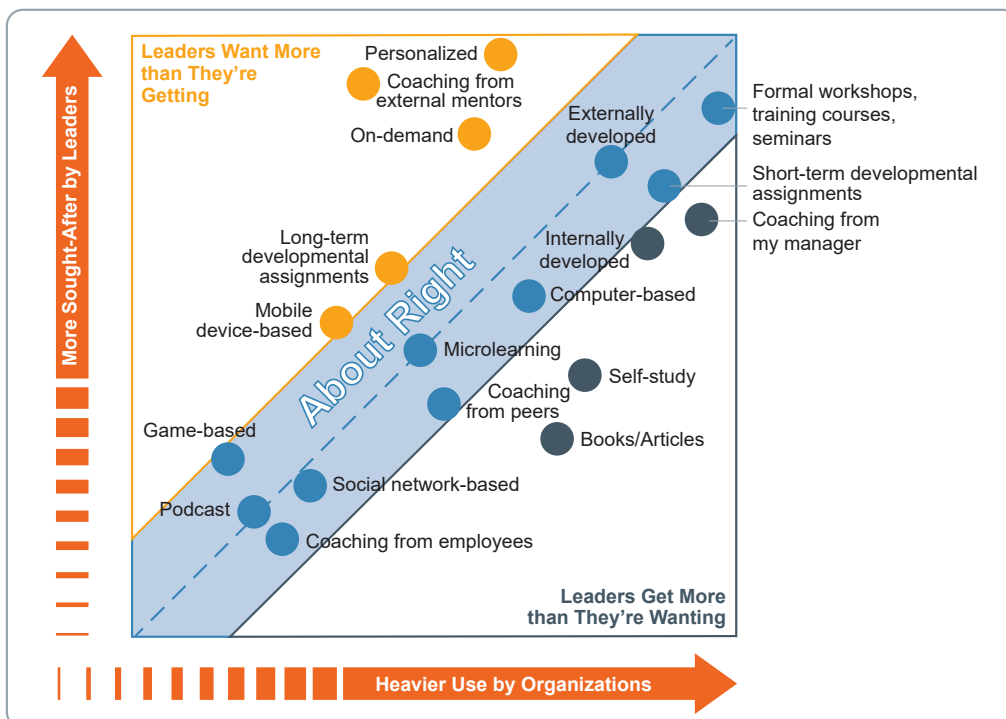 Leaders Want More
than They’re
Getting
Personalized
Coaching from
external mentors
On-demand
Externally
developed
Formal workshops,
training courses,
seminars
Short-term developmental
assignments
Coaching from
my manager
Internally
developed
Long-term
developmental
assignments
Computer-based
Mobile
device-based
About Right
Microlearning
Self-study
Coaching
from peers
Books/Articles
Game-based
Social network-based
Podcast
Coaching from employees
Leaders Get More
than They’re Wanting
More Sought-After by Leaders
Heavier Use by Organizations